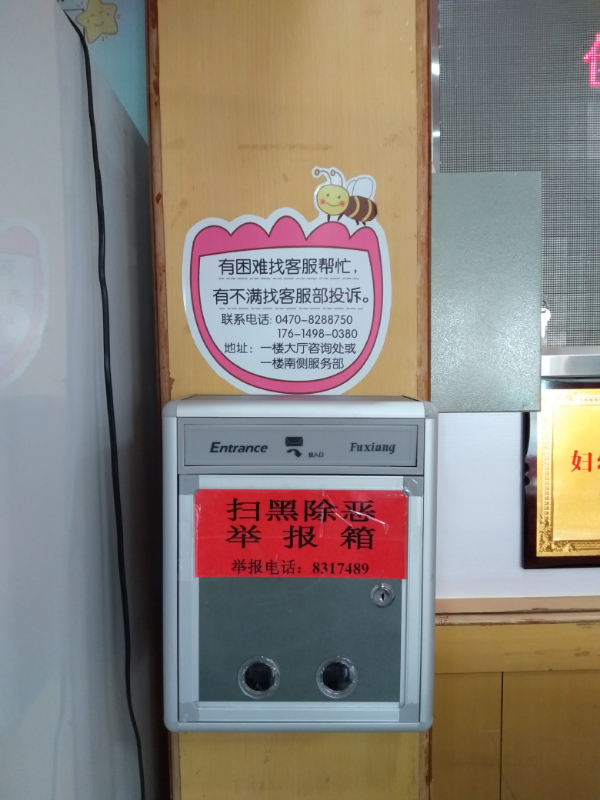 有困难找客服帮忙，
有不满找客服部投诉。
联系电话: 0470-8288750
176-1498-0380
地址: 一楼大厅咨询处或
一楼南侧服务部
Entrance 投入口 Fuxiang
扫黑除恶
举报箱
举报电话: 8317489
妇